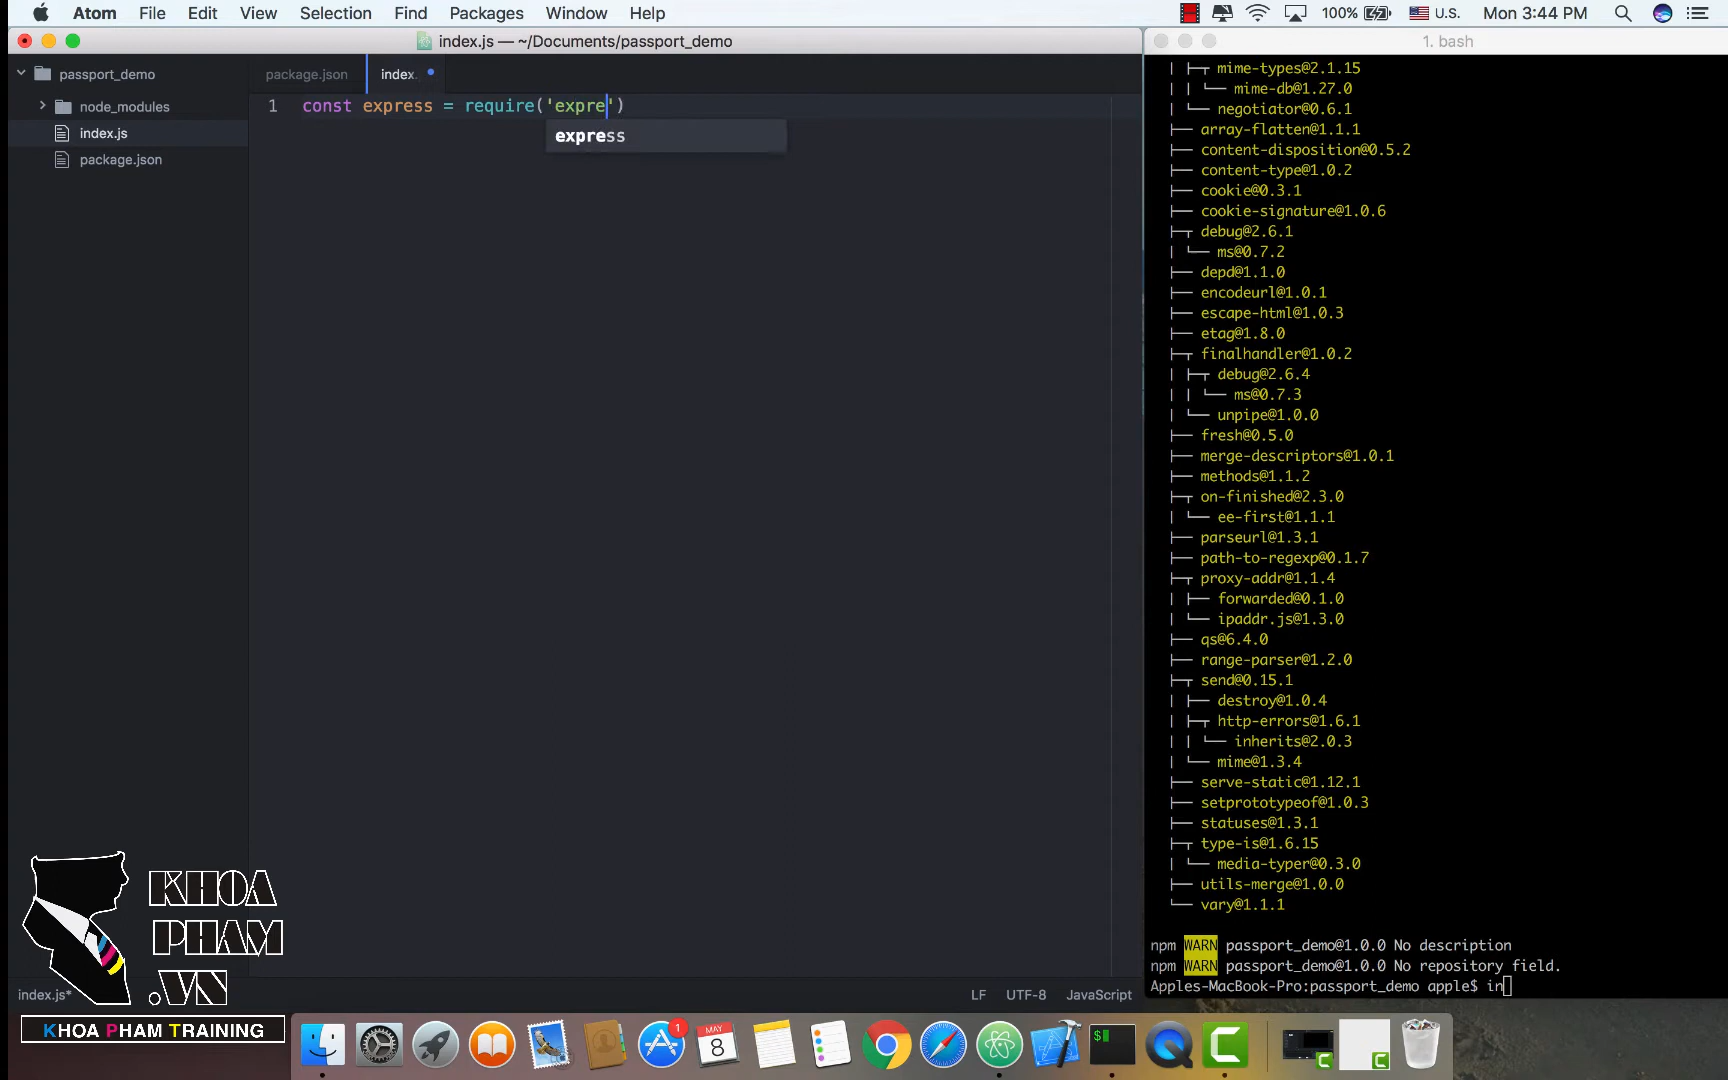 Atom File Edit View Selection Find Packages Window Help 100% U.S. Mon 3:44 PM
index.js — ~/Documents/passport_demo
1. bash
passport_demo
node_modules
index.js
package.json
package.json index.
1 const express = require('expre')
express
├─┬ mime-types@2.1.15
│ │ └── mime-db@1.27.0
│ └── negotiator@0.6.1
├── array-flatten@1.1.1
├── content-disposition@0.5.2
├── content-type@1.0.2
├── cookie@0.3.1
├── cookie-signature@1.0.6
├─┬ debug@2.6.1
│ └── ms@0.7.2
├── depd@1.1.0
├── encodeurl@1.0.1
├── escape-html@1.0.3
├── etag@1.8.0
├─┬ finalhandler@1.0.2
│ ├─┬ debug@2.6.4
│ │ └── ms@0.7.3
│ └── unpipe@1.0.0
├── fresh@0.5.0
├── merge-descriptors@1.0.1
├── methods@1.1.2
├─┬ on-finished@2.3.0
│ └── ee-first@1.1.1
├── parseurl@1.3.1
├── path-to-regexp@0.1.7
├─┬ proxy-addr@1.1.4
│ ├── forwarded@0.1.0
│ └── ipaddr.js@1.3.0
├── qs@6.4.0
├── range-parser@1.2.0
├─┬ send@0.15.1
│ ├── destroy@1.0.4
│ ├─┬ http-errors@1.6.1
│ │ └── inherits@2.0.3
│ └── mime@1.3.4
├── serve-static@1.12.1
├── setprototypeof@1.0.3
├── statuses@1.3.1
├─┬ type-is@1.6.15
│ └── media-typer@0.3.0
├── utils-merge@1.0.0
└── vary@1.1.1
npm WARN passport_demo@1.0.0 No description
npm WARN passport_demo@1.0.0 No repository field.
Apples-MacBook-Pro:passport_demo apple$ in
index.js* LF UTF-8 JavaScript
KHOA
PHAM
.VN
KHOA PHAM TRAINING
1
MAY
8
$